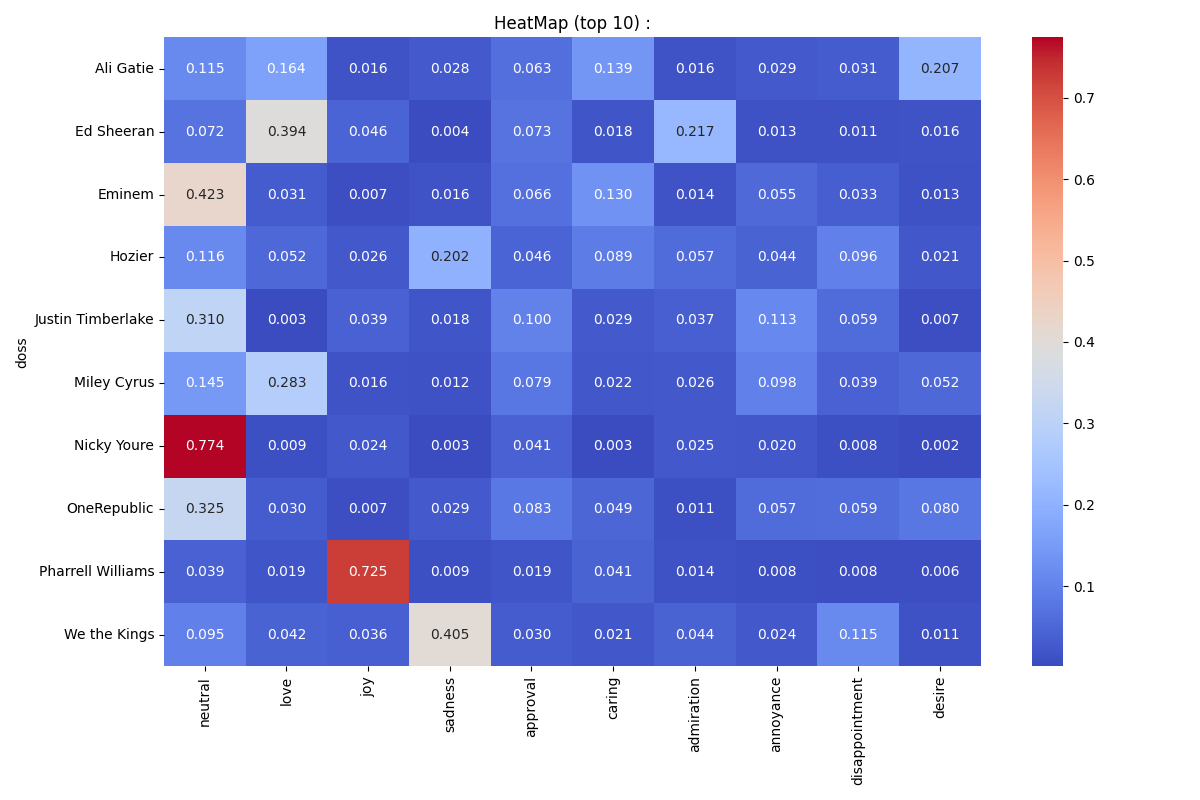 HeatMap (top 10) :
doss
Ali Gatie 0.115 0.164 0.016 0.028 0.063 0.139 0.016 0.029 0.031 0.207
Ed Sheeran 0.072 0.394 0.046 0.004 0.073 0.018 0.217 0.013 0.011 0.016
Eminem 0.423 0.031 0.007 0.016 0.066 0.130 0.014 0.055 0.033 0.013
Hozier 0.116 0.052 0.026 0.202 0.046 0.089 0.057 0.044 0.096 0.021
Justin Timberlake 0.310 0.003 0.039 0.018 0.100 0.029 0.037 0.113 0.059 0.007
Miley Cyrus 0.145 0.283 0.016 0.012 0.079 0.022 0.026 0.098 0.039 0.052
Nicky Youre 0.774 0.009 0.024 0.003 0.041 0.003 0.025 0.020 0.008 0.002
OneRepublic 0.325 0.030 0.007 0.029 0.083 0.049 0.011 0.057 0.059 0.080
Pharrell Williams 0.039 0.019 0.725 0.009 0.019 0.041 0.014 0.008 0.008 0.006
We the Kings 0.095 0.042 0.036 0.405 0.030 0.021 0.044 0.024 0.115 0.011
neutral love joy sadness approval caring admiration annoyance disappointment desire
0.7
0.6
0.5
0.4
0.3
0.2
0.1